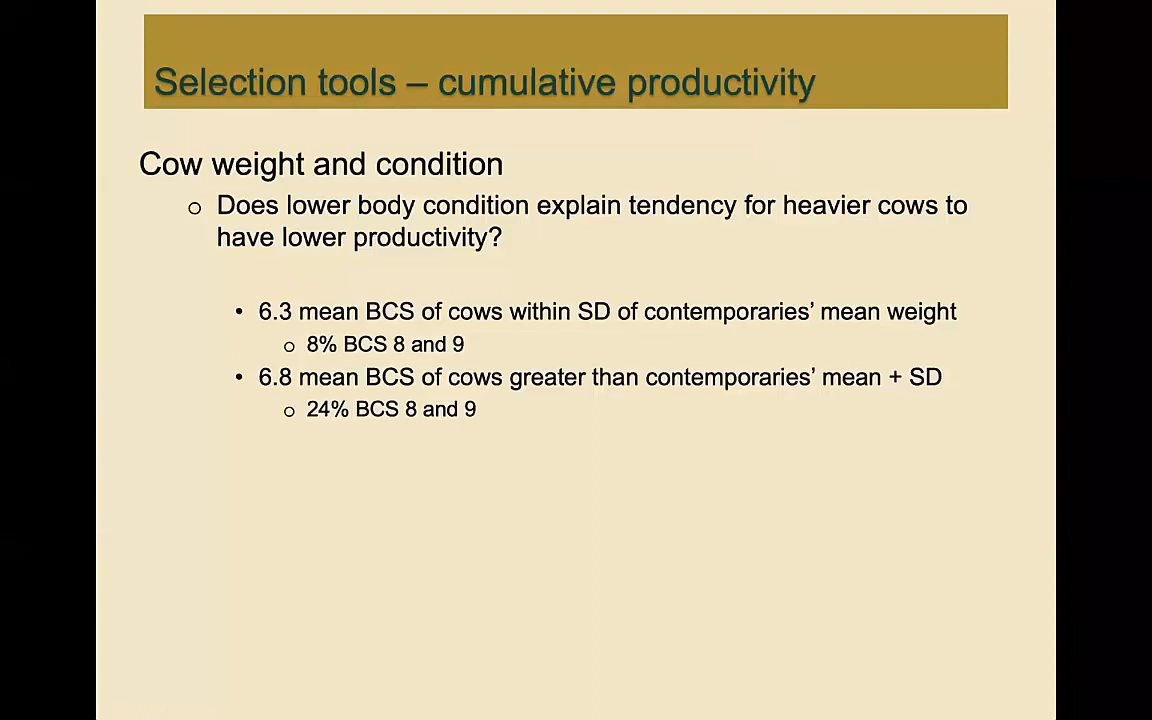 Selection tools – cumulative productivity
Cow weight and condition
o Does lower body condition explain tendency for heavier cows to
have lower productivity?
• 6.3 mean BCS of cows within SD of contemporaries’ mean weight
o 8% BCS 8 and 9
• 6.8 mean BCS of cows greater than contemporaries’ mean + SD
o 24% BCS 8 and 9